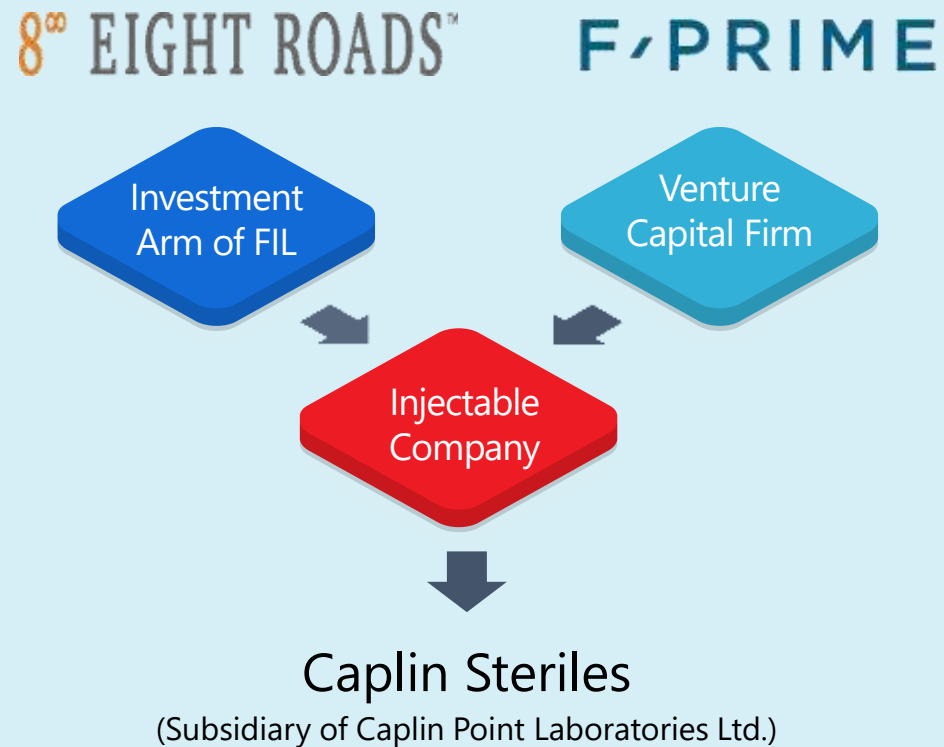 8∞ EIGHT ROADS™
F-PRIME
Investment
Arm of FIL
Venture
Capital Firm
Injectable
Company
Caplin Steriles
(Subsidiary of Caplin Point Laboratories Ltd.)